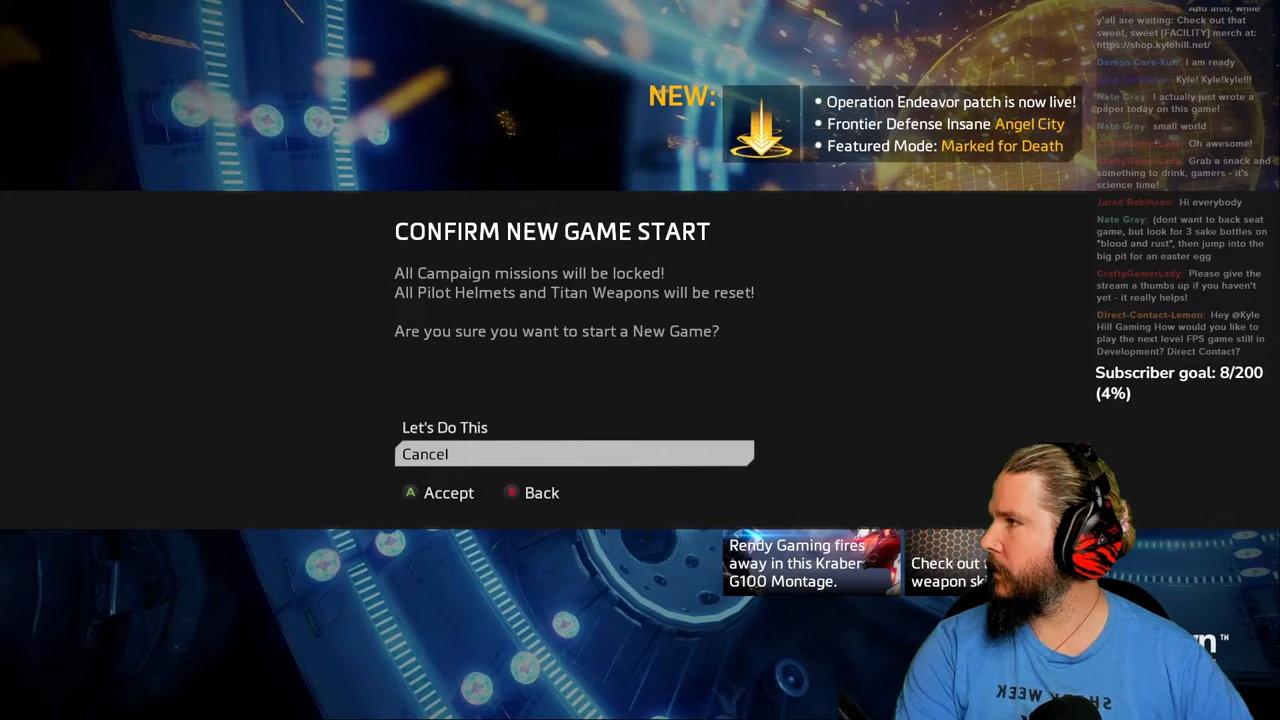 NEW:
• Operation Endeavor patch is now live!
• Frontier Defense Insane Angel City
• Featured Mode: Marked for Death
CONFIRM NEW GAME START
All Campaign missions will be locked!
All Pilot Helmets and Titan Weapons will be reset!
Are you sure you want to start a New Game?
Let's Do This
Cancel
A Accept B Back
Rendy Gaming fires
away in this Kraber
G100 Montage.
Check out
weapon sk
And also, while
y'all are waiting: Check out that
sweet, sweet [FACILITY] merch at:
https://shop.kylehill.net/
Demon Core-kun: I am ready
Kyle! Kyle!kyle!!!
Nate Gray: I actually just wrote a
paper today on this game!
Nate Gray: small world
CraftyGamerLady: Oh awesome!
CraftyGamerLady: Grab a snack and
something to drink, gamers - it's
science time!
Jared Robinson: Hi everybody
Nate Gray: (dont want to back seat
game, but look for 3 sake bottles on
"blood and rust", then jump into the
big pit for an easter egg
CraftyGamerLady: Please give the
stream a thumbs up if you haven't
yet - it really helps!
Direct-Contact-Lemon: Hey @Kyle
Hill Gaming How would you like to
play the next level FPS game still in
Development? Direct Contact?
Subscriber goal: 8/200
(4%)
SHARK WEEK